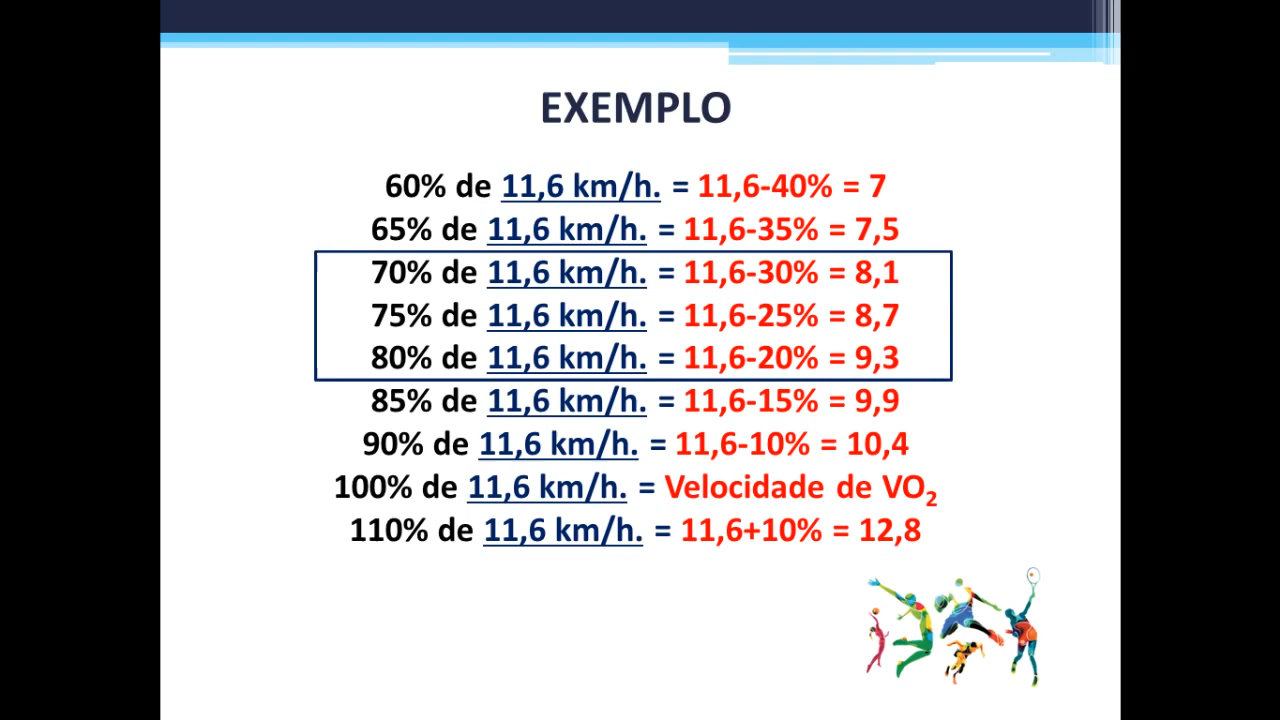 EXEMPLO
60% de 11,6 km/h. = 11,6-40% = 7
65% de 11,6 km/h. = 11,6-35% = 7,5
70% de 11,6 km/h. = 11,6-30% = 8,1
75% de 11,6 km/h. = 11,6-25% = 8,7
80% de 11,6 km/h. = 11,6-20% = 9,3
85% de 11,6 km/h. = 11,6-15% = 9,9
90% de 11,6 km/h. = 11,6-10% = 10,4
100% de 11,6 km/h. = Velocidade de VO₂
110% de 11,6 km/h. = 11,6+10% = 12,8